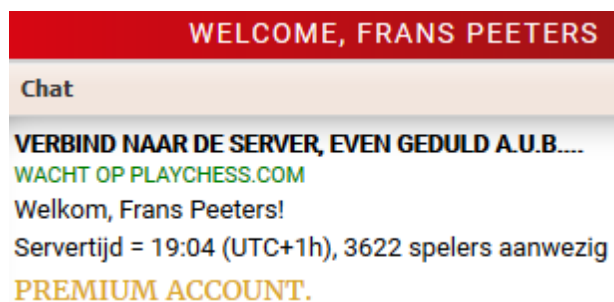 WELCOME, FRANS PEETERS
Chat
VERBIND NAAR DE SERVER, EVEN GEDULD A.U.B....
WACHT OP PLAYCHESS.COM
Welkom, Frans Peeters!
Servertijd = 19:04 (UTC+1h), 3622 spelers aanwezig
PREMIUM ACCOUNT.